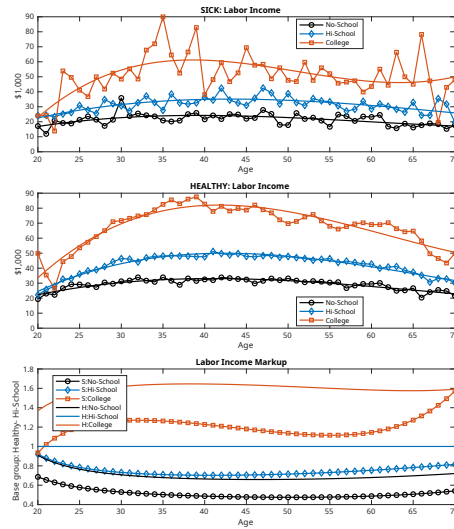 SICK: Labor Income
90
80
70
60
50
40
30
20
10
0
$1,000
No-School
Hi-School
College
20 25 30 35 40 45 50 55 60 65 70
Age
HEALTHY: Labor Income
90
80
70
60
50
40
30
20
10
0
$1,000
No-School
Hi-School
College
20 25 30 35 40 45 50 55 60 65 70
Age
Labor Income Markup
1.8
1.6
1.4
1.2
1
0.8
0.6
0.4
Base group: Healthy- Hi-School
S:No-School
S:Hi-School
S:College
H:No-School
H:Hi-School
H:College
20 25 30 35 40 45 50 55 60 65 70
Age